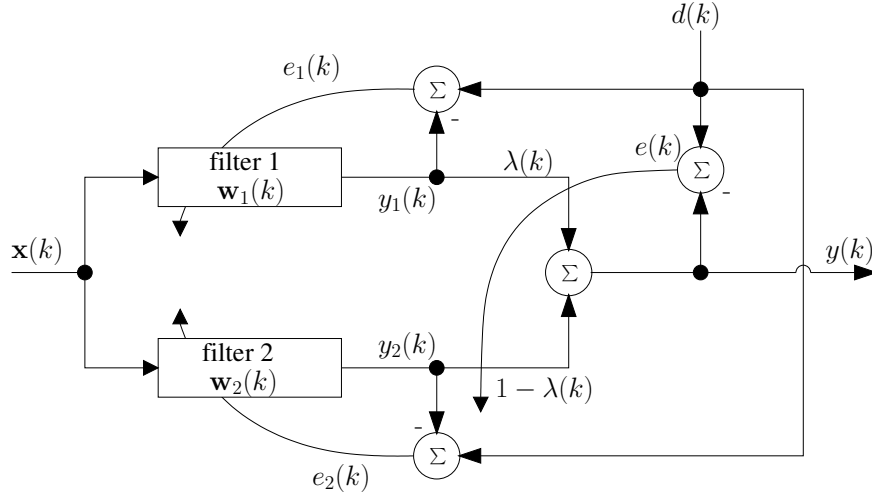 d(k)
e₁(k)
Σ
-
filter 1
w₁(k)
y₁(k)
λ(k)
e(k)
Σ
-
x(k)
Σ
y(k)
filter 2
w₂(k)
y₂(k)
1 − λ(k)
-
Σ
e₂(k)